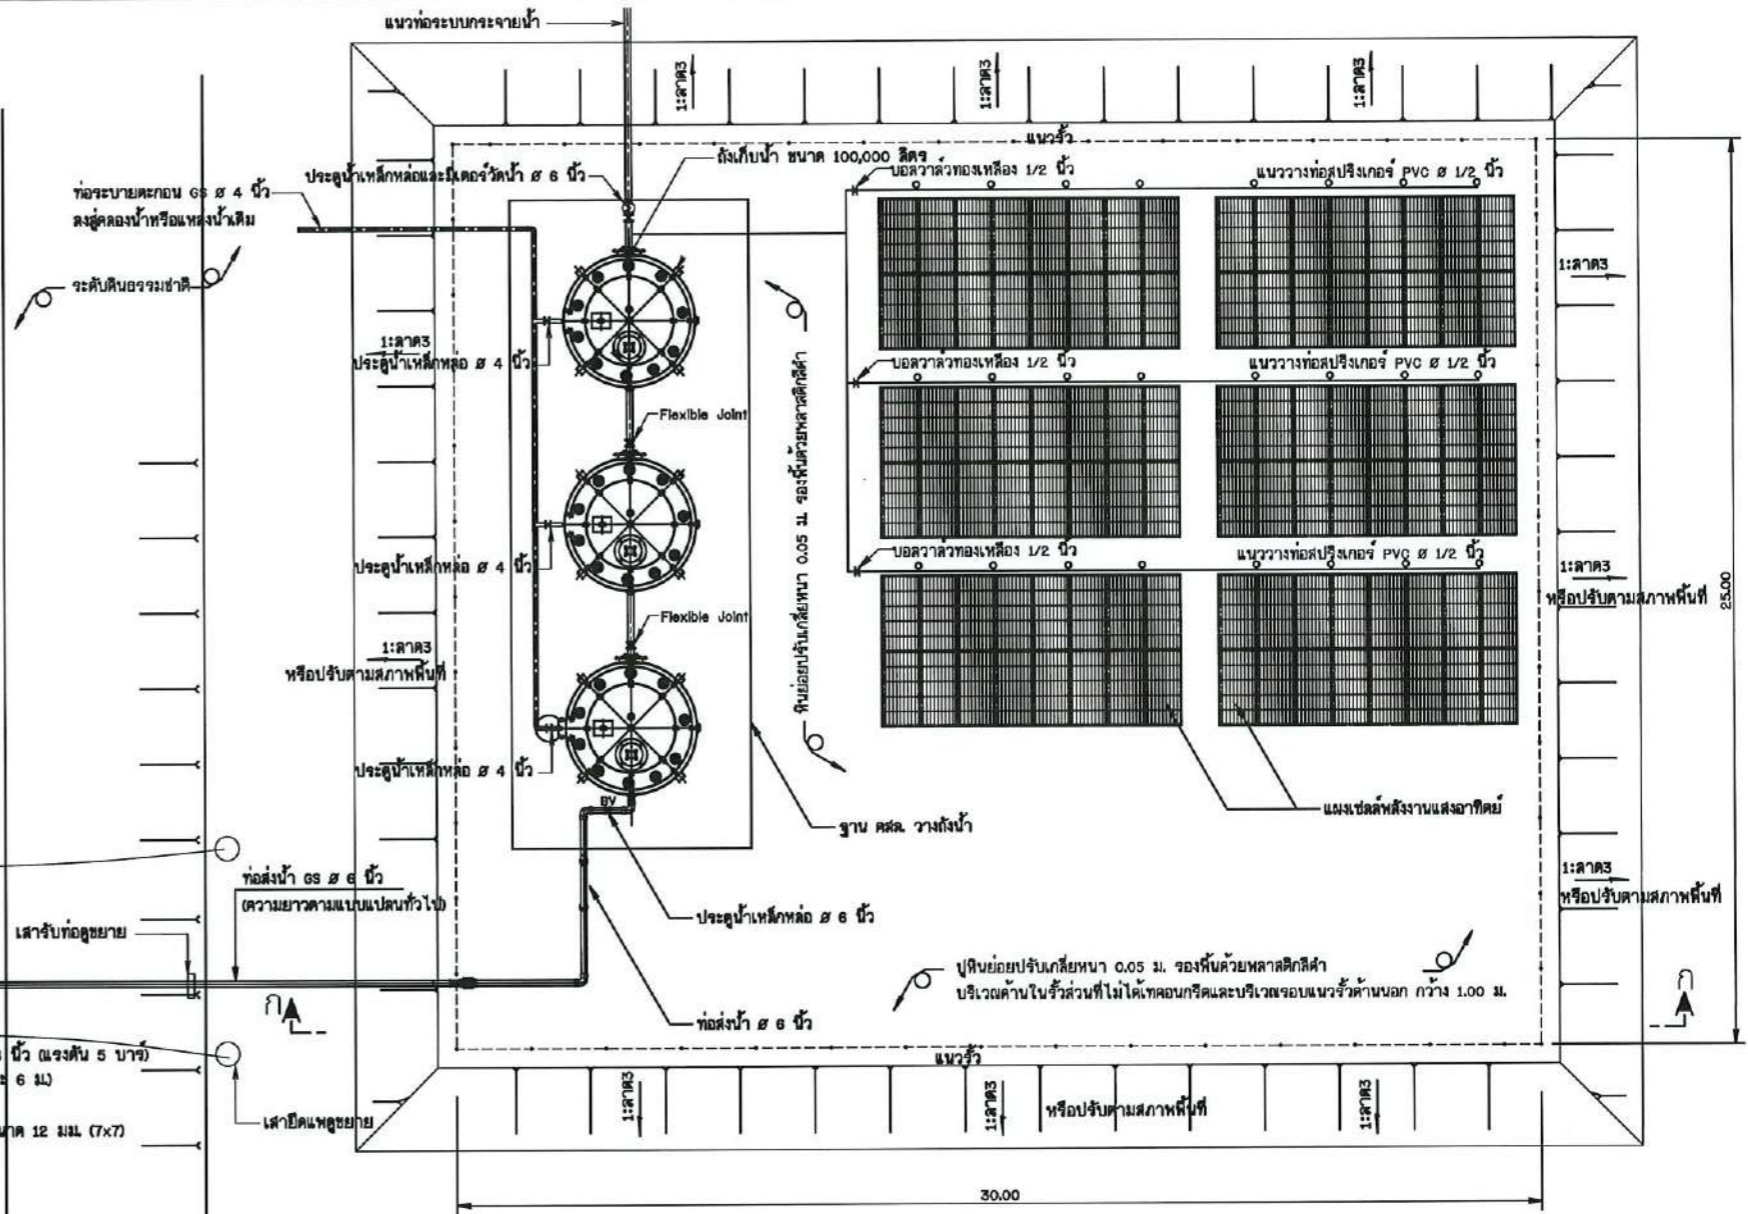 แนวท่อระบบกระจายน้ำ
1:ลาด3
1:ลาด3
1:ลาด3
แนวรั้ว
ถังเก็บน้ำ ขนาด 100,000 ลิตร
ประตูน้ำเหล็กหล่อและมิเตอร์วัดน้ำ ø 6 นิ้ว
บอลวาล์วทองเหลือง 1/2 นิ้ว
แนววางท่อสปริงเกอร์ PVC ø 1/2 นิ้ว
ท่อระบายตะกอน GS ø 4 นิ้ว
ลงสู่คลองน้ำหรือแหล่งน้ำเดิม
ระดับดินธรรมชาติ
1:ลาด3
1:ลาด3
ประตูน้ำเหล็กหล่อ ø 4 นิ้ว
บอลวาล์วทองเหลือง 1/2 นิ้ว
แนววางท่อสปริงเกอร์ PVC ø 1/2 นิ้ว
Flexible Joint
หินย่อยปรับเกลี่ยหนา 0.05 ม. รองพื้นด้วยพลาสติกสีดำ
ประตูน้ำเหล็กหล่อ ø 4 นิ้ว
บอลวาล์วทองเหลือง 1/2 นิ้ว
แนววางท่อสปริงเกอร์ PVC ø 1/2 นิ้ว
1:ลาด3
หรือปรับตามสภาพพื้นที่
25.00
Flexible Joint
1:ลาด3
หรือปรับตามสภาพพื้นที่
ประตูน้ำเหล็กหล่อ ø 4 นิ้ว
BV
แผงเซลล์พลังงานแสงอาทิตย์
ฐาน คสล. วางถังน้ำ
1:ลาด3
หรือปรับตามสภาพพื้นที่
ท่อส่งน้ำ GS ø 6 นิ้ว
(ความยาวตามแบบแปลนทั่วไป)
ประตูน้ำเหล็กหล่อ ø 6 นิ้ว
เสารับท่อดูขยาย
ปูหินย่อยปรับเกลี่ยหนา 0.05 ม. รองพื้นด้วยพลาสติกสีดำ
บริเวณด้านในรั้วส่วนที่ไม่ได้เทคอนกรีตและบริเวณรอบแนวรั้วด้านนอก กว้าง 1.00 ม.
ก
ก
ท่อส่งน้ำ ø 6 นิ้ว
นิ้ว (แรงดัน 5 บาร์)
6 ม.)
แนวรั้ว
เสายึดแพดูขยาย
12 มม. (7x7)
1:ลาด3
1:ลาด3
หรือปรับตามสภาพพื้นที่
1:ลาด3
30.00